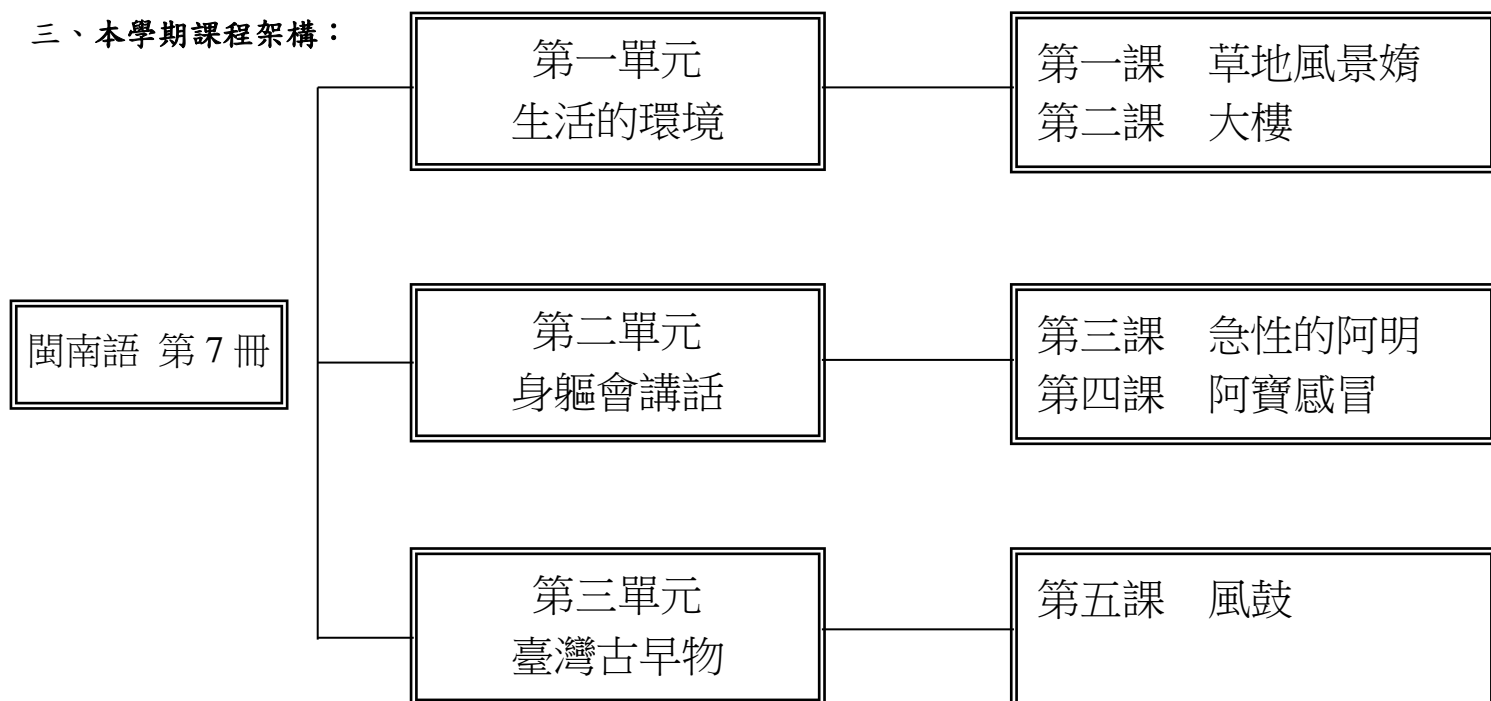 三、本學期課程架構：
第一單元
生活的環境
第一課　草地風景媠
第二課　大樓
閩南語 第 7 冊
第二單元
身軀會講話
第三課　急性的阿明
第四課　阿寶感冒
第三單元
臺灣古早物
第五課　風鼓